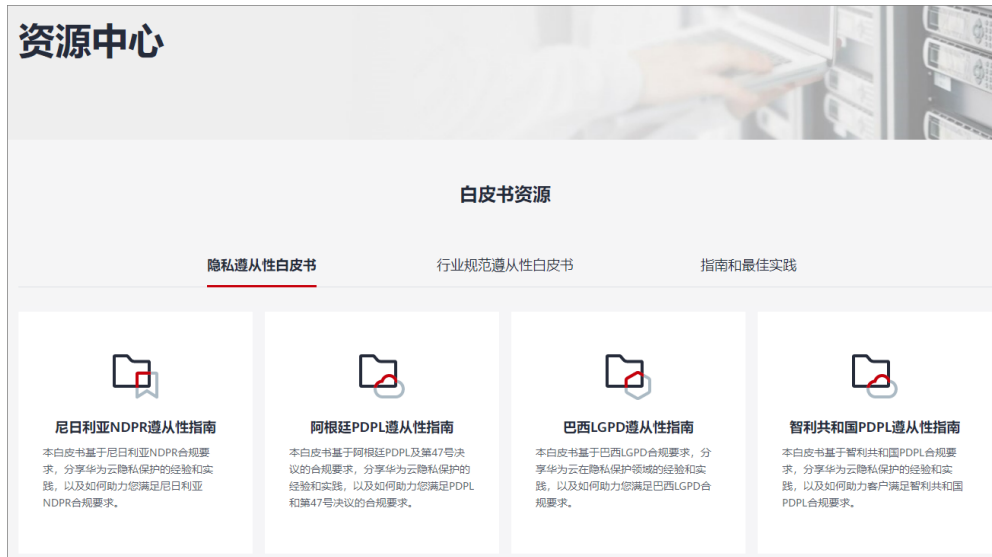 资源中心
白皮书资源
隐私遵从性白皮书
行业规范遵从性白皮书
指南和最佳实践
尼日利亚NDPR遵从性指南
本白皮书基于尼日利亚NDPR合规要
求，分享华为云隐私保护的经验和实
践，以及如何助力您满足尼日利亚
NDPR合规要求。
阿根廷PDPL遵从性指南
本白皮书基于阿根廷PDPL及第47号决
议的合规要求，分享华为云隐私保护的
经验和实践，以及如何助力您满足PDPL
和第47号决议的合规要求。
巴西LGPD遵从性指南
本白皮书基于巴西LGPD合规要求，分
享华为云在隐私保护领域的经验和实
践，以及如何助力您满足巴西LGPD合
规要求。
智利共和国PDPL遵从性指南
本白皮书基于智利共和国PDPL合规要
求，分享华为云隐私保护的经验和实
践，以及如何助力客户满足智利共和国
PDPL合规要求。